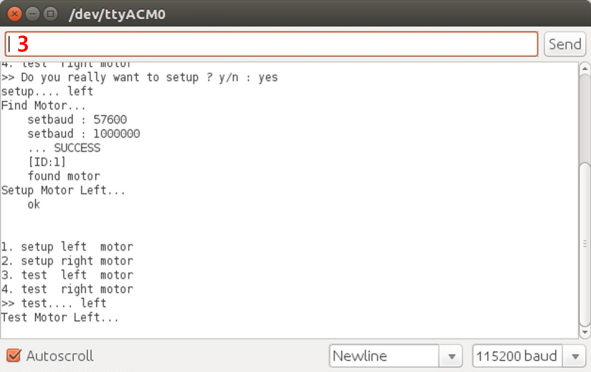 /dev/ttyACM0
3
Send
4. test  right motor
>> Do you really want to setup ? y/n : yes
setup.... left
Find Motor...
    setbaud : 57600
    setbaud : 1000000
    ... SUCCESS
    [ID:1]
    found motor
Setup Motor Left...
    ok
1. setup left  motor
2. setup right motor
3. test  left  motor
4. test  right motor
>> test.... left
Test Motor Left...
Autoscroll
Newline
115200 baud